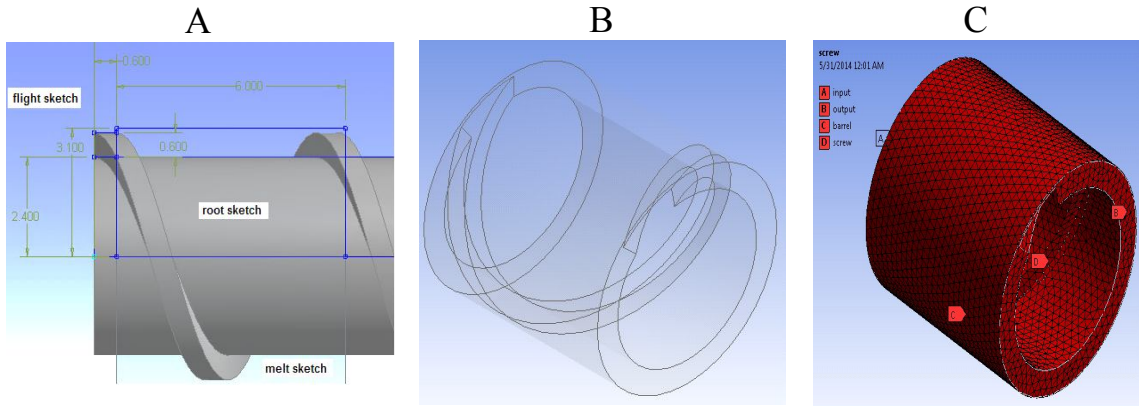 A
B
C
0.600
flight sketch
6.000
3.100
0.600
2.400
root sketch
melt sketch
screw
5/31/2014 12:01 AM
A input
B output
C barrel
D screw
A
B
D
C